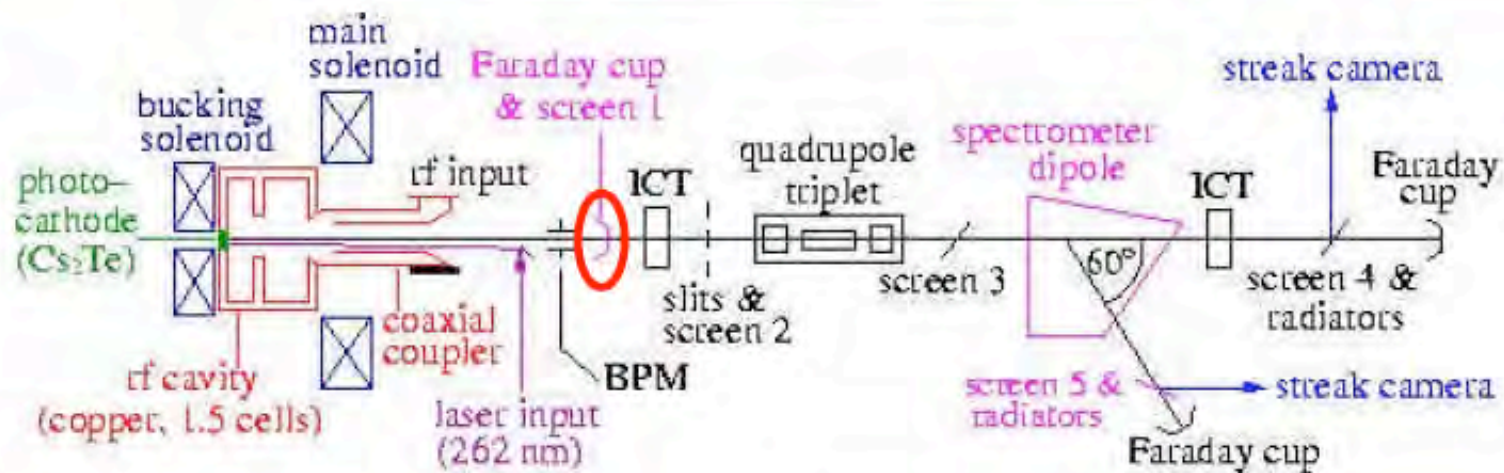 main
solenoid
Faraday cup
& screen 1
streak camera
bucking
solenoid
spectrometer
dipole
quadrupole
triplet
rf input
ICT
ICT
Faraday
cup
photo–
cathode
(Cs₂Te)
60°
screen 3
slits &
screen 2
screen 4 &
radiators
coaxial
coupler
BPM
rf cavity
(copper, 1.5 cells)
laser input
(262 nm)
screen 5 &
radiators
streak camera
Faraday cup